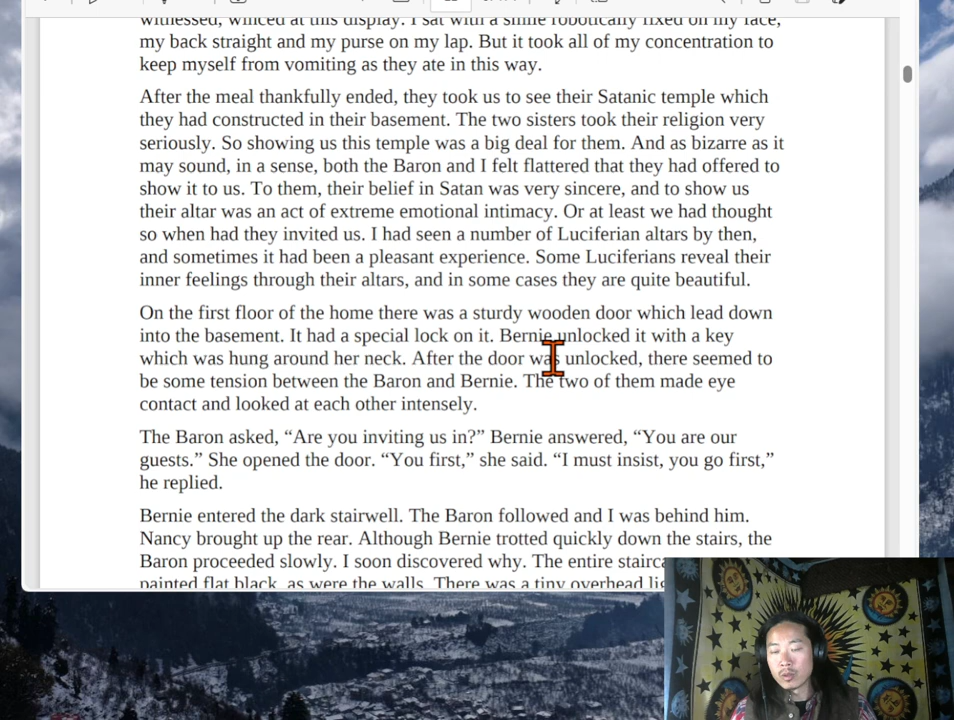 witnessed, winced at this display. I sat with a smile robotically fixed on my face,
my back straight and my purse on my lap. But it took all of my concentration to
keep myself from vomiting as they ate in this way.
After the meal thankfully ended, they took us to see their Satanic temple which
they had constructed in their basement. The two sisters took their religion very
seriously. So showing us this temple was a big deal for them. And as bizarre as it
may sound, in a sense, both the Baron and I felt flattered that they had offered to
show it to us. To them, their belief in Satan was very sincere, and to show us
their altar was an act of extreme emotional intimacy. Or at least we had thought
so when had they invited us. I had seen a number of Luciferian altars by then,
and sometimes it had been a pleasant experience. Some Luciferians reveal their
inner feelings through their altars, and in some cases they are quite beautiful.
On the first floor of the home there was a sturdy wooden door which lead down
into the basement. It had a special lock on it. Bernie unlocked it with a key
which was hung around her neck. After the door was unlocked, there seemed to
be some tension between the Baron and Bernie. The two of them made eye
contact and looked at each other intensely.
The Baron asked, “Are you inviting us in?” Bernie answered, “You are our
guests.” She opened the door. “You first,” she said. “I must insist, you go first,”
he replied.
Bernie entered the dark stairwell. The Baron followed and I was behind him.
Nancy brought up the rear. Although Bernie trotted quickly down the stairs, the
Baron proceeded slowly. I soon discovered why. The entire
painted flat black, as were the walls. There was a tiny overhead